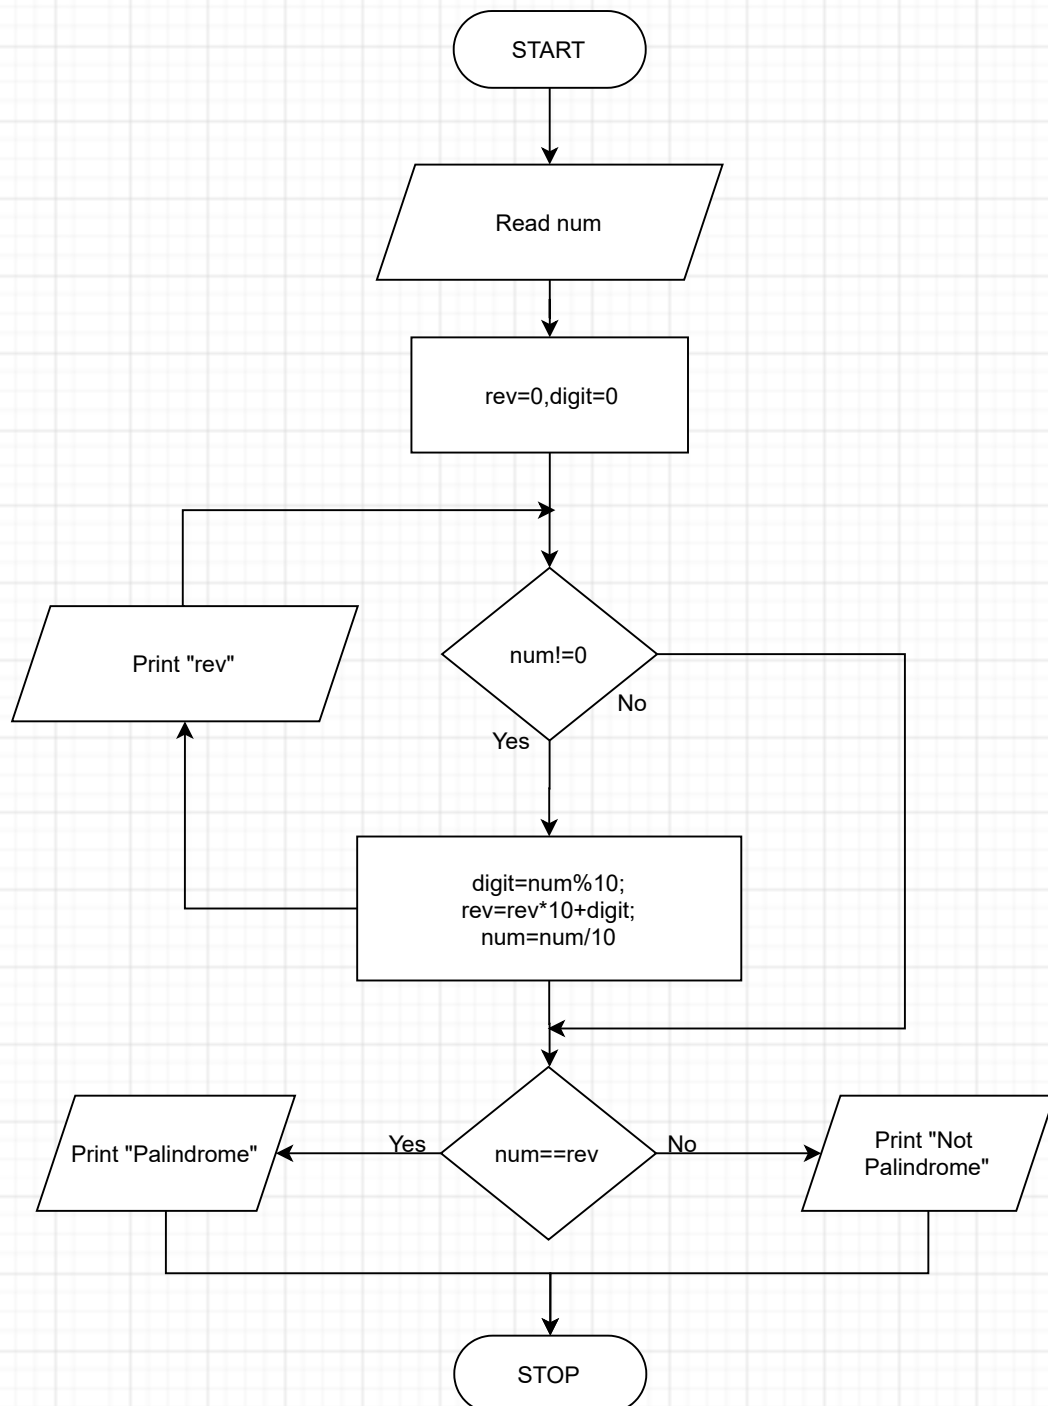 START
Read num
rev=0,digit=0
Print "rev"
num!=0
No
Yes
digit=num%10;
rev=rev*10+digit;
num=num/10
Print "Palindrome"
Yes
num==rev
No
Print "Not
Palindrome"
STOP